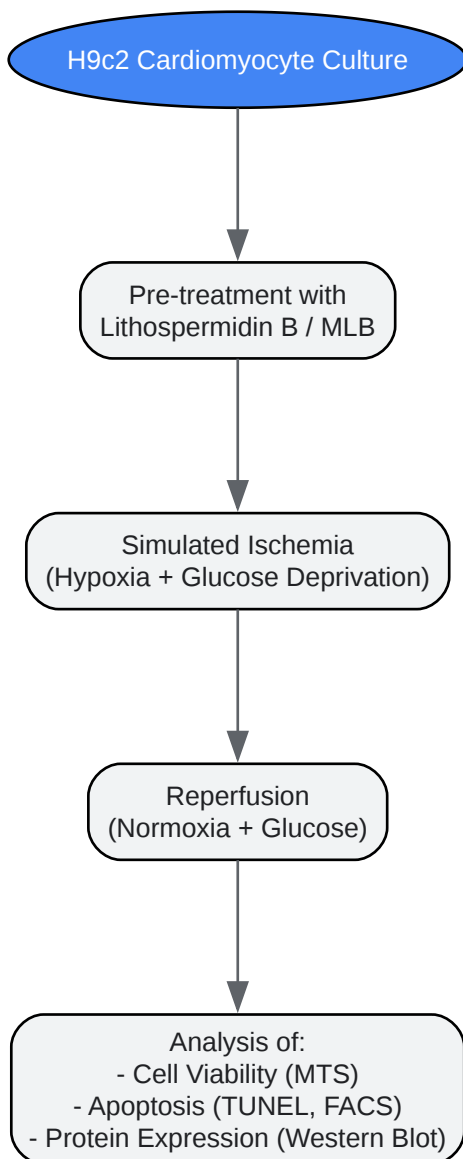 H9c2 Cardiomyocyte Culture
Pre-treatment with
Lithospermidin B / MLB
Simulated Ischemia
(Hypoxia + Glucose Deprivation)
Reperfusion
(Normoxia + Glucose)
Analysis of:
- Cell Viability (MTS)
- Apoptosis (TUNEL, FACS)
- Protein Expression (Western Blot)